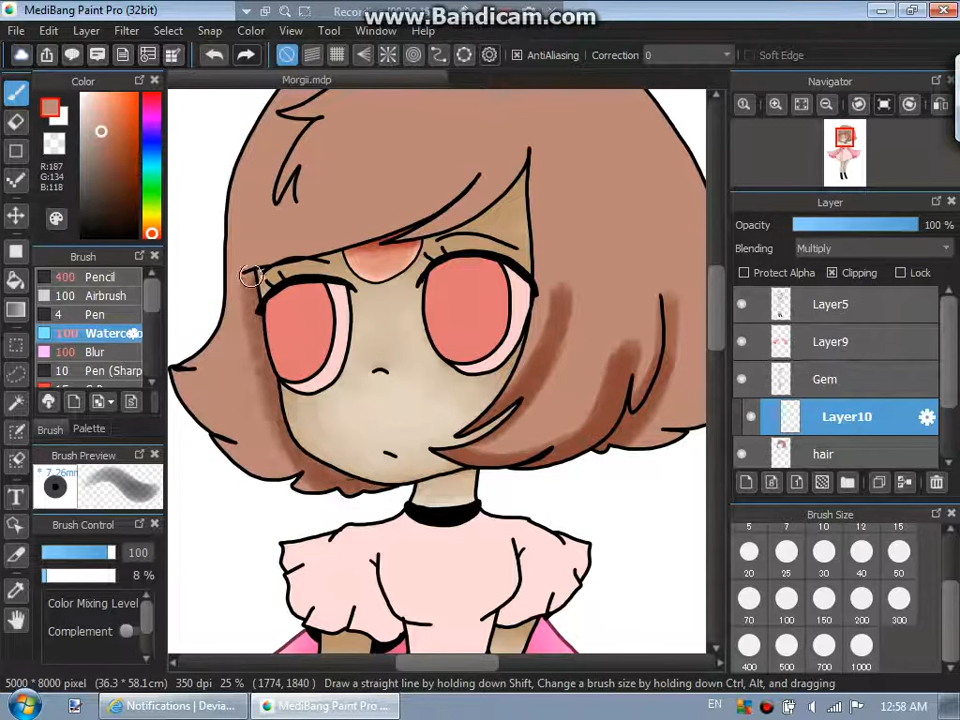 MediBang Paint Pro (32bit)
www.Bandicam.com
File Edit Layer Filter Select Snap Color View Tool Window Help
AntiAliasing Correction 0 Soft Edge
Color
Morgii.mdp
Navigator
R:187
G:134
B:118
Brush
400 Pencil
100 Airbrush
4 Pen
100 Waterco
100 Blur
10 Pen (Sharp
Brush Palette
Brush Preview
* 7.26mm
Brush Control
100
8 %
Color Mixing Level
Complement
Layer
Opacity 100 %
Blending Multiply
Protect Alpha Clipping Lock
Layer5
Layer9
Gem
Layer10
hair
Brush Size
5 7 10 12 15
20 25 30 40 50
70 100 150 200 300
400 500 700 1000
5000 * 8000 pixel (36.3 * 58.1cm) 350 dpi 25 % (1774, 1840) Draw a straight line by holding down Shift, Change a brush size by holding down Ctrl, Alt, and dragging
Notifications | Devia... MediBang Paint Pro ... EN 12:58 AM